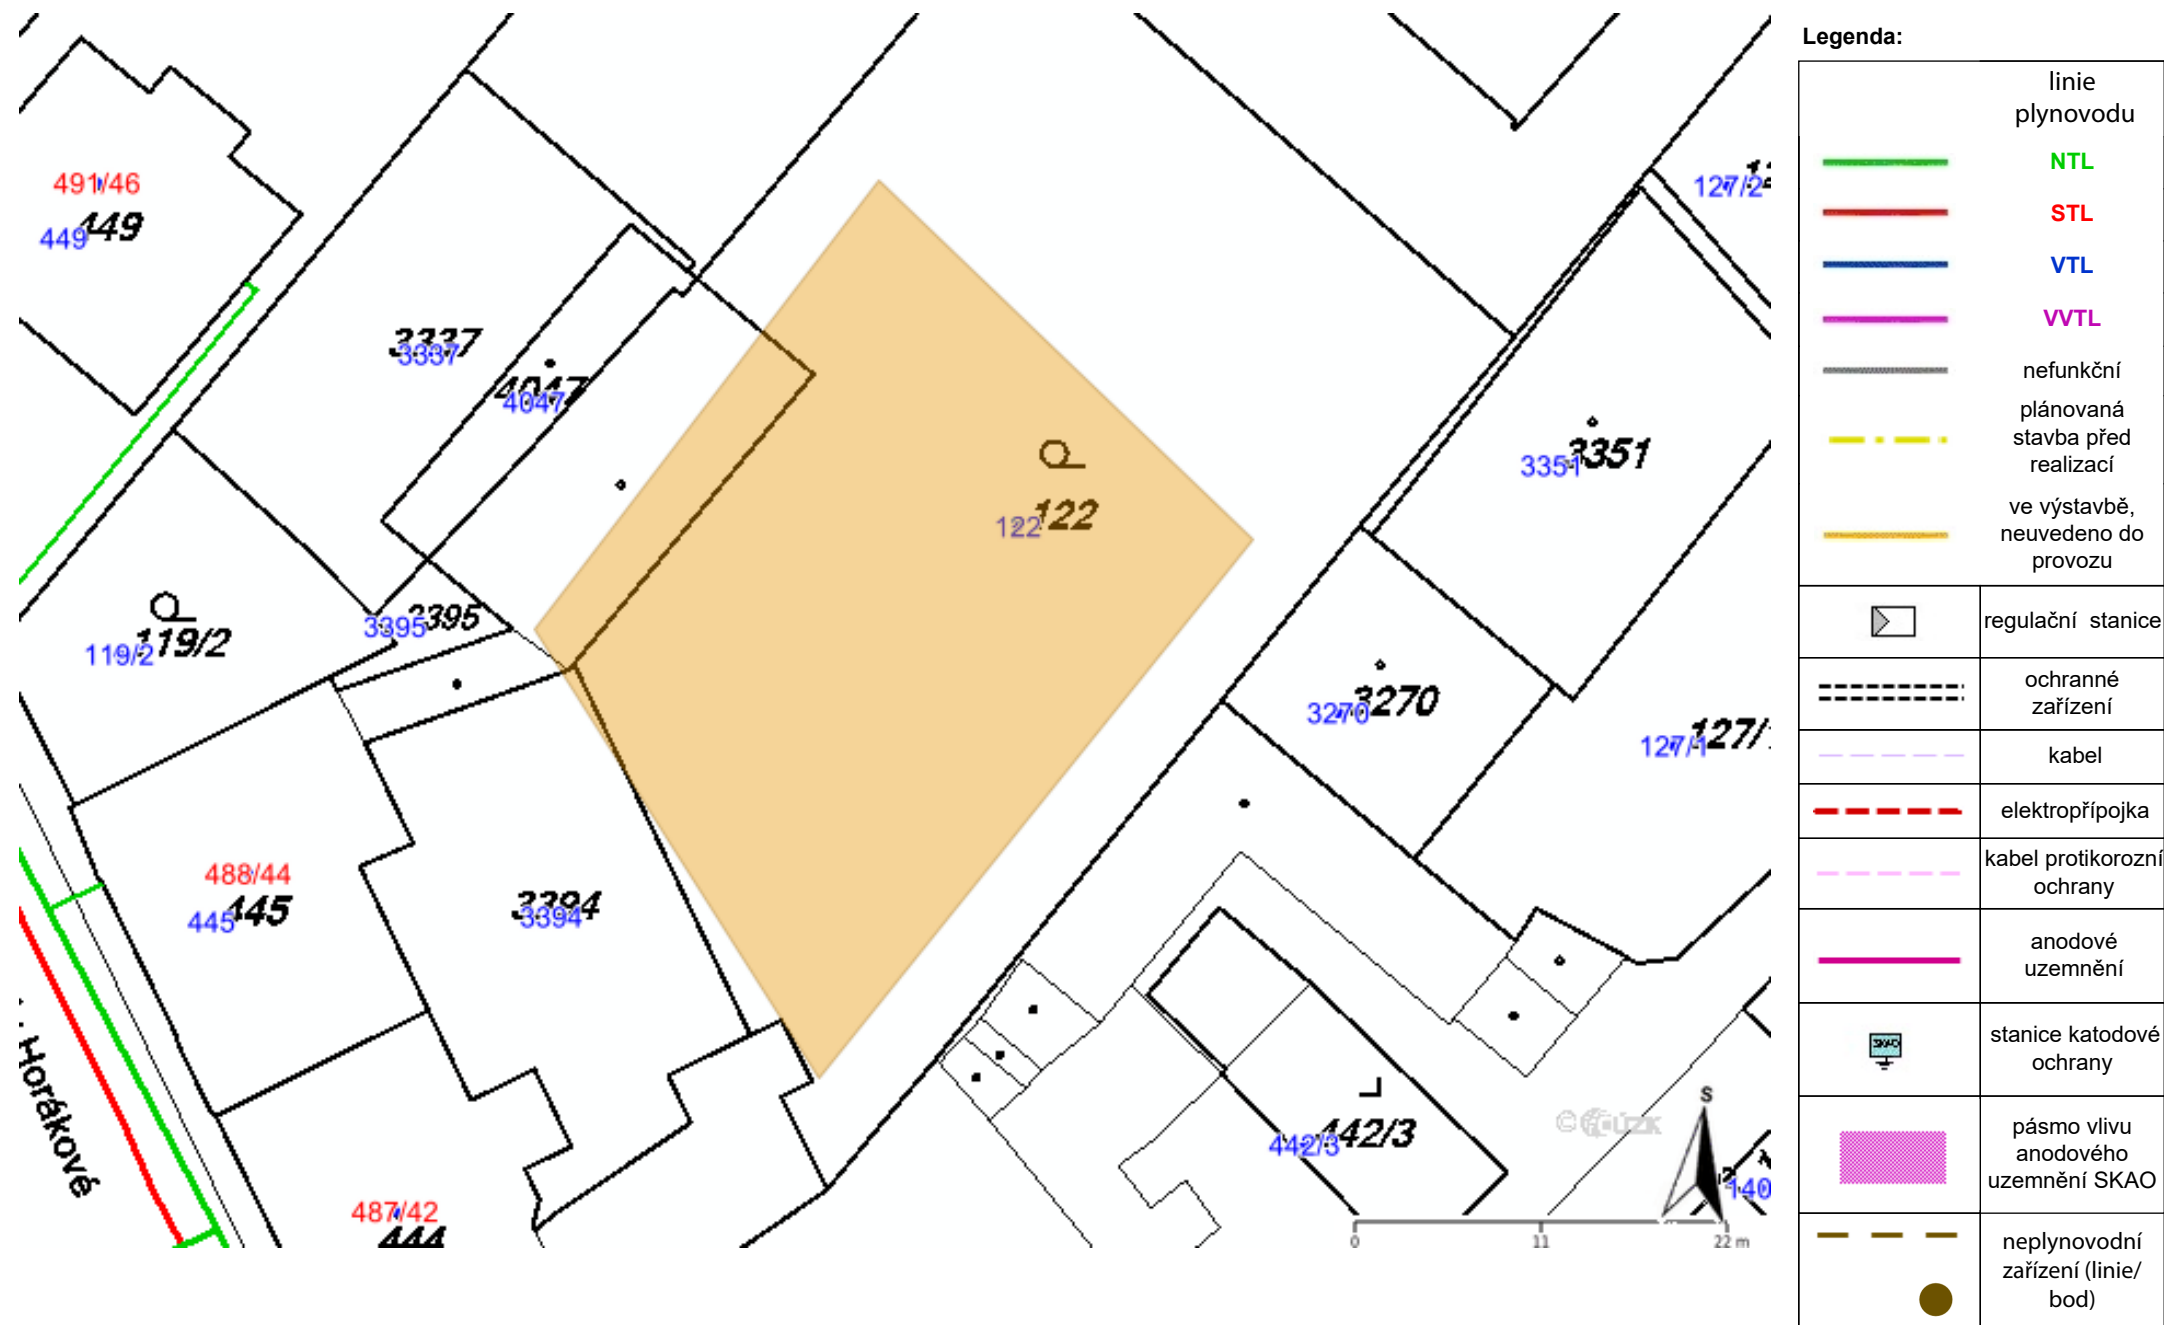 491/46
449
449
3337
3337
4047
4047
122
122
127/2
3351
3351
3395
3395
119/2
119/2
3270
3270
127/1
127/1
488/44
445
445
3394
3394
Horákové
487/42
444
442/3
442/3
140
S
0 11 22 m
Legenda:
linie
plynovodu
NTL
STL
VTL
VVTL
nefunkční
plánovaná
stavba před
realizací
ve výstavbě,
neuvedeno do
provozu
regulační stanice
ochranné
zařízení
kabel
elektropřípojka
kabel protikorozní
ochrany
anodové
uzemnění
SKAO
stanice katodové
ochrany
pásmo vlivu
anodového
uzemnění SKAO
neplynovodní
zařízení (linie/
bod)